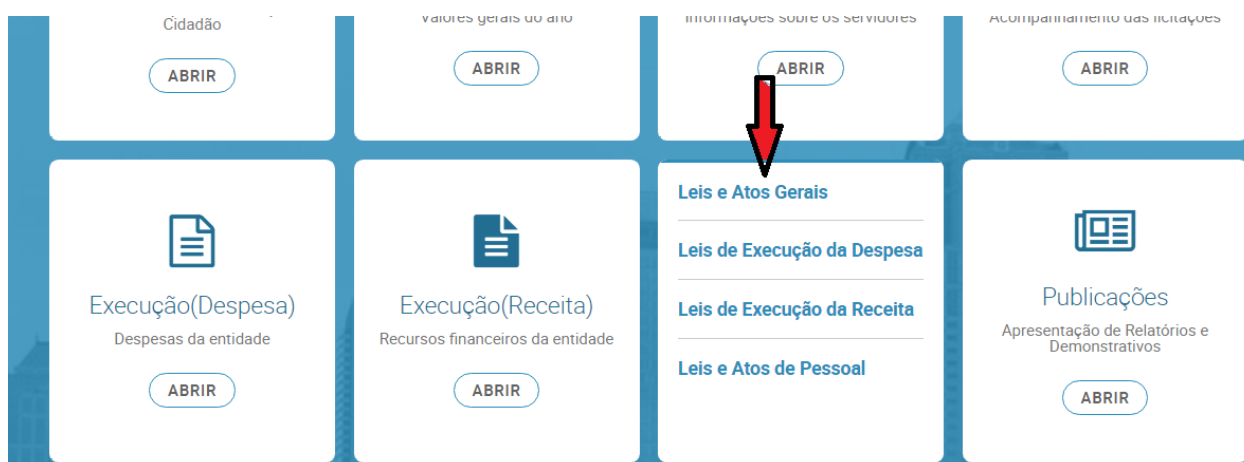 Cidadão
ABRIR
Valores gerais do ano
ABRIR
Informações sobre os servidores
ABRIR
Acompanhamento das licitações
ABRIR
Execução(Despesa)
Despesas da entidade
ABRIR
Execução(Receita)
Recursos financeiros da entidade
ABRIR
Leis e Atos Gerais
Leis de Execução da Despesa
Leis de Execução da Receita
Leis e Atos de Pessoal
Publicações
Apresentação de Relatórios e
Demonstrativos
ABRIR